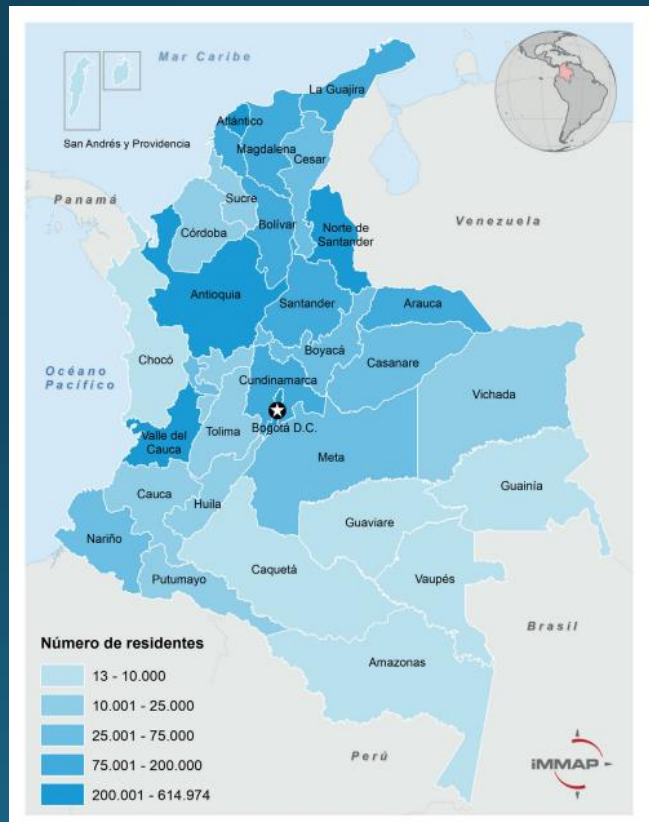 Mar Caribe
La Guajira
Atlántico
San Andrés y Providencia
Magdalena
Cesar
Panamá
Sucre
Venezuela
Norte de
Santander
Córdoba
Bolívar
Antioquia
Santander
Arauca
Boyacá
Chocó
Casanare
Océano
Pacífico
Cundinamarca
Vichada
Bogotá D.C.
Valle del
Cauca
Tolima
Meta
Guainía
Cauca
Huila
Guaviare
Nariño
Caquetá
Vaupés
Putumayo
Brasil
Número de residentes
13 - 10.000
10.001 - 25.000
25.001 - 75.000
75.001 - 200.000
200.001 - 614.974
Amazonas
Perú
iMMAP